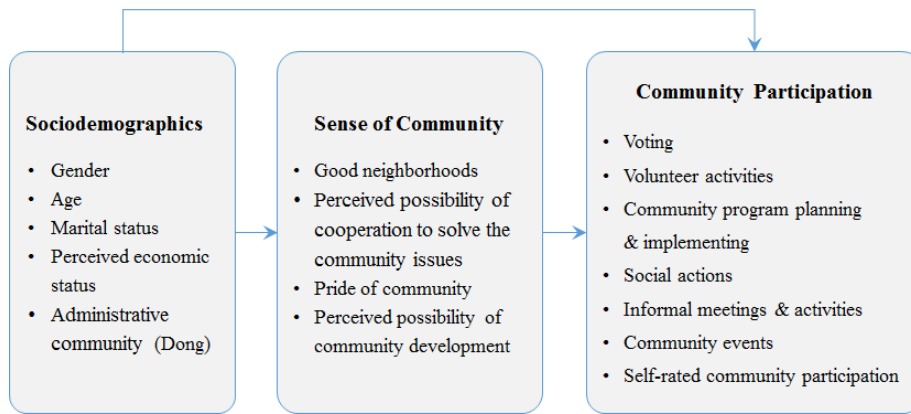 Sociodemographics
• Gender
• Age
• Marital status
• Perceived economic
status
• Administrative
community (Dong)
Sense of Community
• Good neighborhoods
• Perceived possibility of
cooperation to solve the
community issues
• Pride of community
• Perceived possibility of
community development
Community Participation
• Voting
• Volunteer activities
• Community program planning
& implementing
• Social actions
• Informal meetings & activities
• Community events
• Self-rated community participation